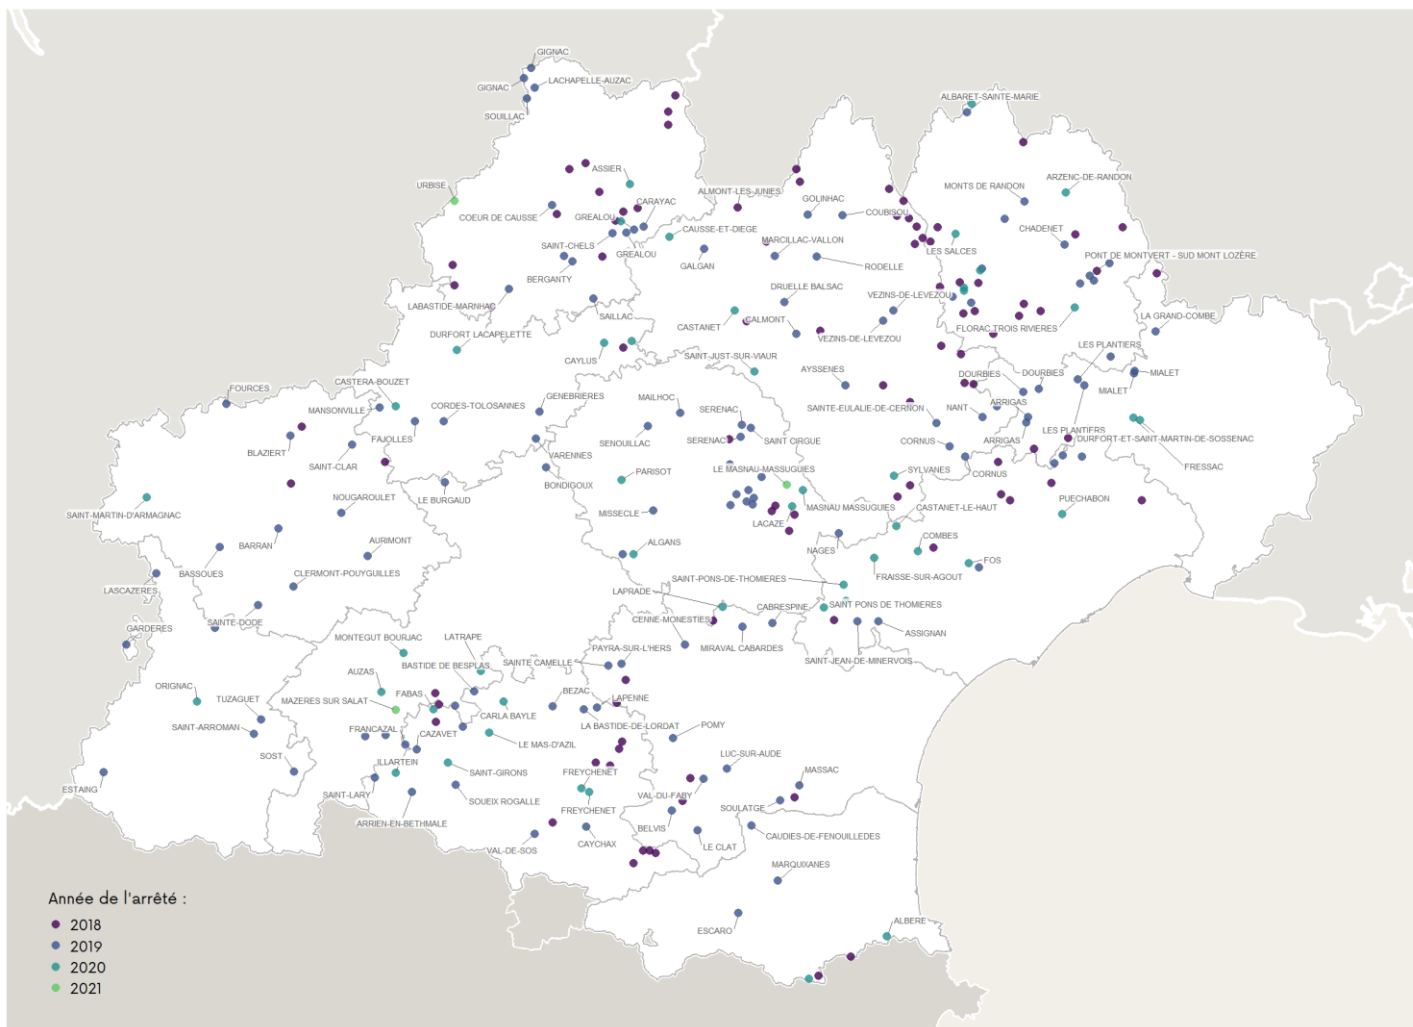 GIGNAC
GIGNAC
LACHAPELLE-AUZAC
SOUILLAC
ALBARET-SAINTE-MARIE
ASSIER
URBISE
ALMONT-LES-JUNIES
MONTS DE RANDON
ARZENC-DE-RANDON
COEUR DE CAUSSE
GREALOU
CARAYAC
GOLINHAC
COUBISOU
CAUSSE-ET-DIEGE
CHADENET
SAINT-CHELS
GREALOU
MARCILLAC-VALLON
LES SALCES
BERGANTY
GALGAN
RODELLE
PONT DE MONTVERT - SUD MONT LOZÈRE
LABASTIDE-MARNHAC
DRUELLE BALSAC
VEZINS-DE-LEVEZOU
SAILLAC
CASTANET
CALMONT
FLORAC TROIS RIVIERES
LA GRAND-COMBE
DURFORT LACAPELETTE
VEZINS-DE-LEVEZOU
LES PLANTIERS
CAYLUS
SAINT-JUST-SUR-VIAUR
AYSSENES
DOURBIES
DOURBIES
MIALET
MIALET
CASTERA-BOUZET
FOURCES
GENEBRIERES
MAILHOC
MANSONVILLE
CORDES-TOLOSANNES
SERENAC
SAINTE-EULALIE-DE-CERNON
NANT
ARRIGAS
FAJOLLES
SENOUILLAC
SERENAC
SAINT CIRGUE
CORNUS
ARRIGAS
LES PLANTIERS
DURFORT-ET-SAINT-MARTIN-DE-SOSSENAC
BLAZIERT
SAINT-CLAR
VARENNES
LE MASNAU-MASSUGUIES
SYLVANES
CORNUS
FRESSAC
NOUGAROULET
LE BURGAUD
BONDIGOUX
PARISOT
SAINT-MARTIN-D'ARMAGNAC
MISSECLE
LACAZE
MASNAU MASSUGUIES
CASTANET-LE-HAUT
PUECHABON
BARRAN
AURIMONT
ALGANS
NAGES
COMBES
BASSOUES
CLERMONT-POUYGUILLES
FRAISSE-SUR-AGOUT
FOS
LASCAZERES
SAINT-PONS-DE-THOMIERES
LAPRADE
CABRESPINE
SAINT PONS DE THOMIERES
GARDERES
SAINTE-DODE
CENNE-MONESTIES
ASSIGNAN
MONTEGUT BOURJAC
LATRAPE
PAYRA-SUR-L'HERS
MIRAVAL CABARDES
BASTIDE DE BESPLAS
SAINTE CAMELLE
SAINT-JEAN-DE-MINERVOIS
AUZAS
ORIGNAC
TUZAGUET
MAZERES SUR SALAT
FABAS
BEZAC
LAPENNE
CARLA BAYLE
SAINT-ARROMAN
FRANCAZAL
CAZAVET
LA BASTIDE-DE-LORDAT
POMY
LE MAS-D'AZIL
SOST
ILLARTEIN
SAINT-GIRONS
FREYCHENET
LUC-SUR-AUDE
MASSAC
ESTAING
SAINT-LARY
SOUEIX ROGALLE
VAL-DU-FABY
FREYCHENET
SOULATGE
ARRIEN-EN-BETHMALE
BELVIS
CAUDIES-DE-FENOUILLEDES
VAL-DE-SOS
CAYCHAX
LE CLAT
MARQUIXANES
ESCARO
ALBERE
Année de l'arrêté :
2018
2019
2020
2021